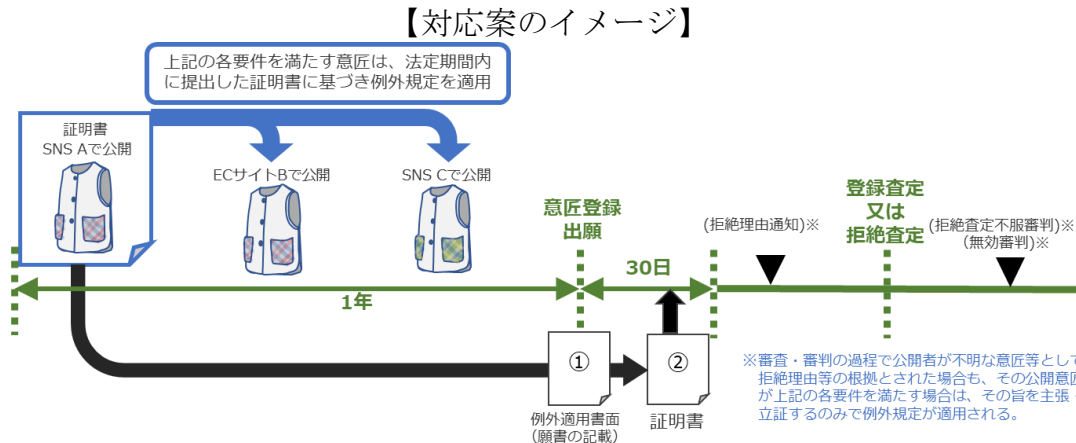 【対応案のイメージ】
上記の各要件を満たす意匠は、法定期間内
に提出した証明書に基づき例外規定を適用
証明書
SNS Aで公開
ECサイトBで公開
SNS Cで公開
意匠登録
出願
登録査定
又は
拒絶査定
(拒絶理由通知)※
(拒絶査定不服審判)※
(無効審判)※
1年
30日
①
②
例外適用書面
(願書の記載)
証明書
※審査・審判の過程で公開者が不明な意匠等として
拒絶理由等の根拠とされた場合も、その公開意匠
が上記の各要件を満たす場合は、その旨を主張・
立証するのみで例外規定が適用される。